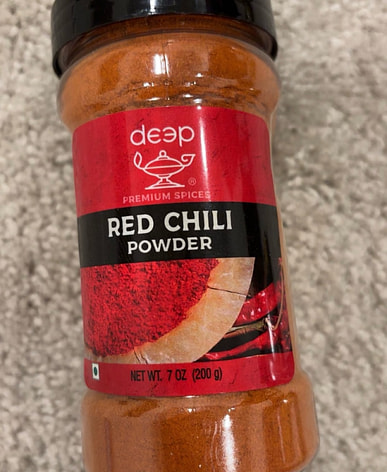 deep
®
PREMIUM SPICES
RED CHILI
POWDER
NET WT. 7 OZ (200 g)